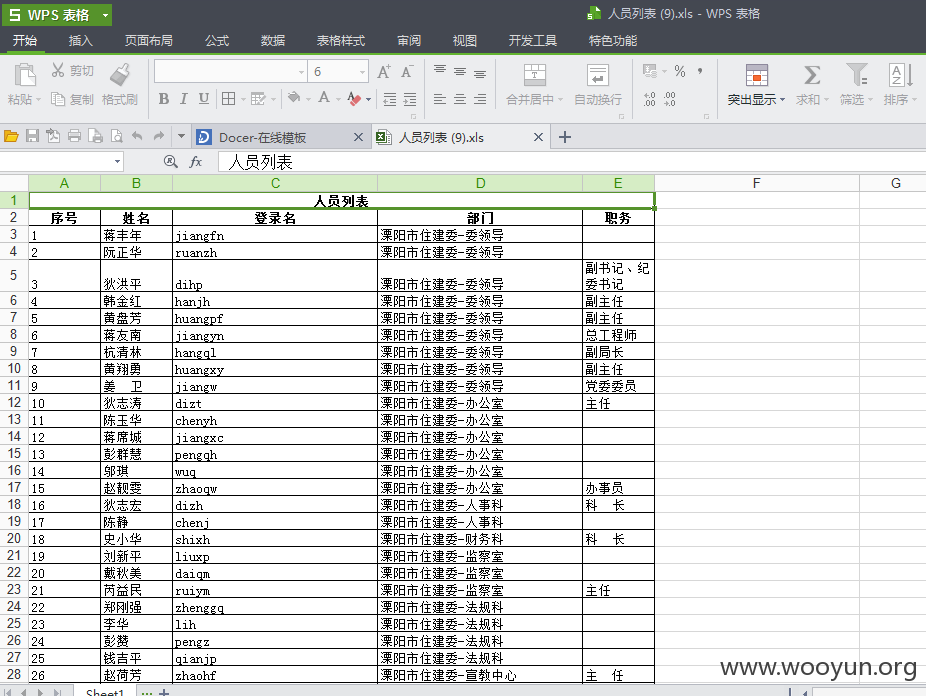 S WPS 表格 人员列表 (9).xls - WPS 表格
开始 插入 页面布局 公式 数据 表格样式 审阅 视图 开发工具 特色功能
粘贴 剪切 复制 格式刷 6 B I U A 合并居中 自动换行 % 突出显示 求和 筛选 排序
Docer-在线模板 人员列表 (9).xls
fx 人员列表
A B C D E F G
1 人员列表
2 序号 姓名 登录名 部门 职务
3 1 蒋丰年 jiangfn 溧阳市住建委-委领导
4 2 阮正华 ruanzh 溧阳市住建委-委领导
5 3 狄洪平 dihp 溧阳市住建委-委领导 副书记、纪委书记
6 4 韩金红 hanjh 溧阳市住建委-委领导 副主任
7 5 黄盘芳 huangpf 溧阳市住建委-委领导 副主任
8 6 蒋友南 jiangyn 溧阳市住建委-委领导 总工程师
9 7 杭清林 hangql 溧阳市住建委-委领导 副局长
10 8 黄翔勇 huangxy 溧阳市住建委-委领导 副主任
11 9 姜 卫 jiangw 溧阳市住建委-委领导 党委委员
12 10 狄志涛 dizt 溧阳市住建委-办公室 主任
13 11 陈玉华 chenyh 溧阳市住建委-办公室
14 12 蒋席城 jiangxc 溧阳市住建委-办公室
15 13 彭群慧 pengqh 溧阳市住建委-办公室
16 14 邬琪 wuq 溧阳市住建委-办公室
17 15 赵靓雯 zhaoqw 溧阳市住建委-办公室 办事员
18 16 狄志宏 dizh 溧阳市住建委-人事科 科 长
19 17 陈静 chenj 溧阳市住建委-人事科
20 18 史小华 shixh 溧阳市住建委-财务科 科 长
21 19 刘新平 liuxp 溧阳市住建委-监察室
22 20 戴秋美 daiqm 溧阳市住建委-监察室
23 21 芮益民 ruiym 溧阳市住建委-监察室 主任
24 22 郑刚强 zhenggq 溧阳市住建委-法规科
25 23 李华 lih 溧阳市住建委-法规科
26 24 彭赞 pengz 溧阳市住建委-法规科
27 25 钱吉平 qianjp 溧阳市住建委-法规科
28 26 赵荷芳 zhaohf 溧阳市住建委-宣教中心 主 任
www.wooyun.org
Sheet1